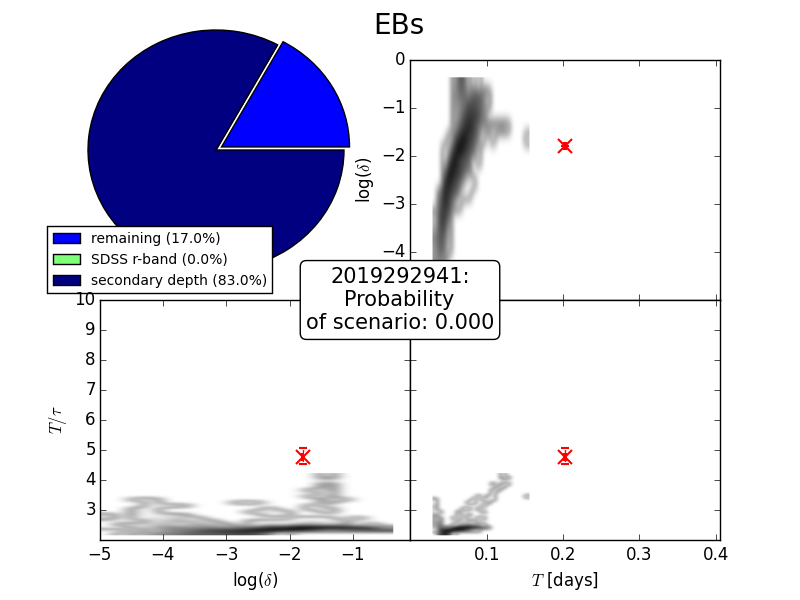 EBs
remaining (17.0%)
SDSS r-band (0.0%)
secondary depth (83.0%)
0
−1
−2
−3
−4
log(δ)
2019292941:
Probability
of scenario: 0.000
10
9
8
7
6
5
4
3
T/τ
−5 −4 −3 −2 −1
log(δ)
0.1 0.2 0.3 0.4
T [days]